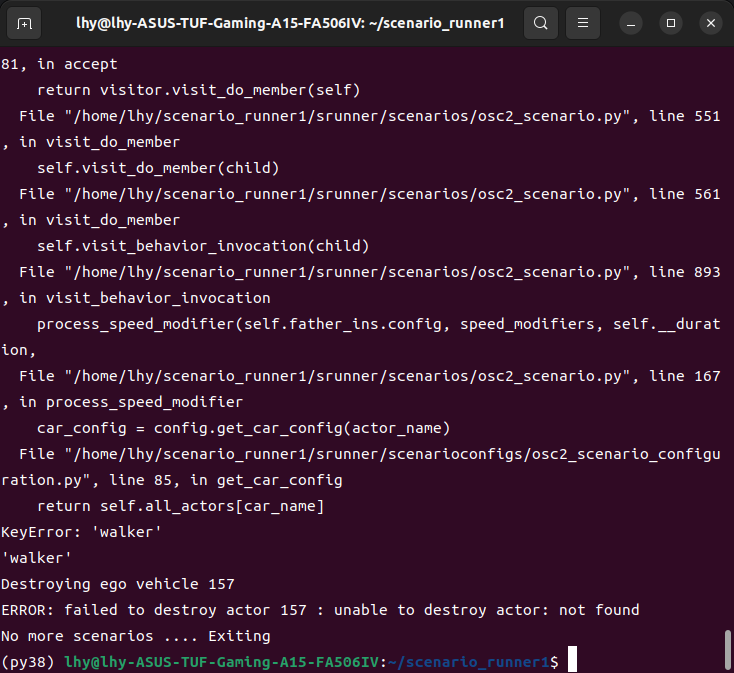 lhy@lhy-ASUS-TUF-Gaming-A15-FA506IV: ~/scenario_runner1
81, in accept
    return visitor.visit_do_member(self)
  File "/home/lhy/scenario_runner1/srunner/scenarios/osc2_scenario.py", line 551
, in visit_do_member
    self.visit_do_member(child)
  File "/home/lhy/scenario_runner1/srunner/scenarios/osc2_scenario.py", line 561
, in visit_do_member
    self.visit_behavior_invocation(child)
  File "/home/lhy/scenario_runner1/srunner/scenarios/osc2_scenario.py", line 893
, in visit_behavior_invocation
    process_speed_modifier(self.father_ins.config, speed_modifiers, self.__durat
ion,
  File "/home/lhy/scenario_runner1/srunner/scenarios/osc2_scenario.py", line 167
, in process_speed_modifier
    car_config = config.get_car_config(actor_name)
  File "/home/lhy/scenario_runner1/srunner/scenarioconfigs/osc2_scenario_configu
ration.py", line 85, in get_car_config
    return self.all_actors[car_name]
KeyError: 'walker'
'walker'
Destroying ego vehicle 157
ERROR: failed to destroy actor 157 : unable to destroy actor: not found
No more scenarios .... Exiting
(py38) lhy@lhy-ASUS-TUF-Gaming-A15-FA506IV:~/scenario_runner1$